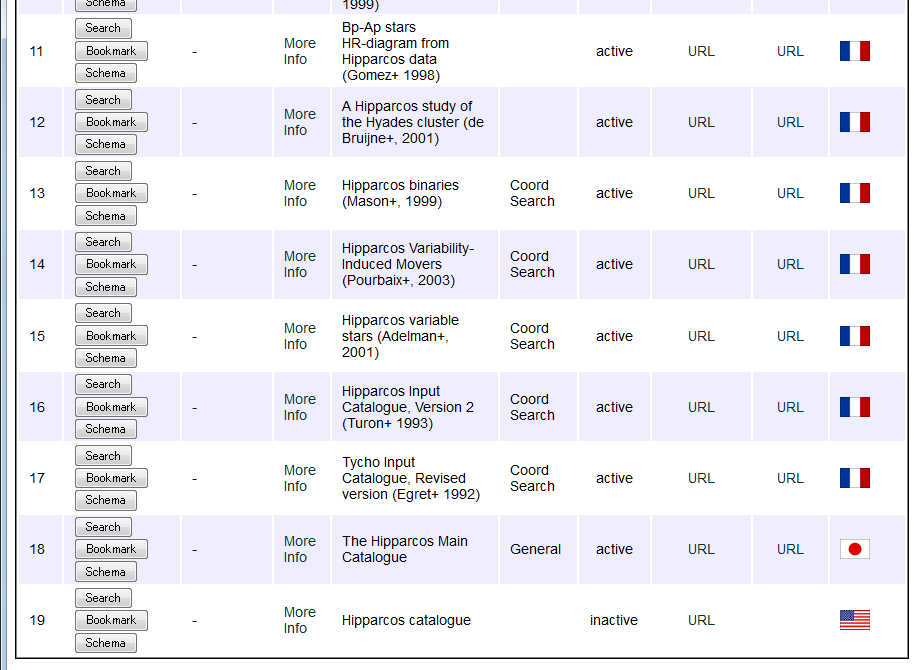 1999)
Schema
11
Search
Bookmark
Schema
-
More
Info
Bp-Ap stars
HR-diagram from
Hipparcos data
(Gomez+ 1998)
active
URL
URL
12
Search
Bookmark
Schema
-
More
Info
A Hipparcos study of
the Hyades cluster (de
Bruijne+, 2001)
active
URL
URL
13
Search
Bookmark
Schema
-
More
Info
Hipparcos binaries
(Mason+, 1999)
Coord
Search
active
URL
URL
14
Search
Bookmark
Schema
-
More
Info
Hipparcos Variability-
Induced Movers
(Pourbaix+, 2003)
Coord
Search
active
URL
URL
15
Search
Bookmark
Schema
-
More
Info
Hipparcos variable
stars (Adelman+,
2001)
Coord
Search
active
URL
URL
16
Search
Bookmark
Schema
-
More
Info
Hipparcos Input
Catalogue, Version 2
(Turon+ 1993)
Coord
Search
active
URL
URL
17
Search
Bookmark
Schema
-
More
Info
Tycho Input
Catalogue, Revised
version (Egret+ 1992)
Coord
Search
active
URL
URL
18
Search
Bookmark
Schema
-
More
Info
The Hipparcos Main
Catalogue
General
active
URL
URL
19
Search
Bookmark
Schema
-
More
Info
Hipparcos catalogue
inactive
URL